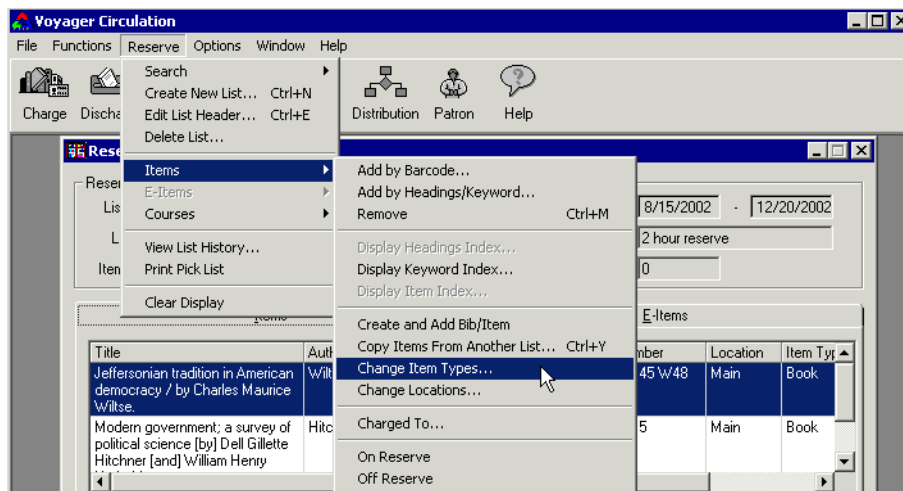 Voyager Circulation
File Functions Reserve Options Window Help
Charge
Distribution Patron Help
Search
Create New List... Ctrl+N
Edit List Header... Ctrl+E
Delete List...
Items
E-Items
Courses
View List History...
Print Pick List
Clear Display
Add by Barcode...
Add by Headings/Keyword...
Remove Ctrl+M
Display Headings Index...
Display Keyword Index...
Display Item Index...
Create and Add Bib/Item
Copy Items From Another List... Ctrl+Y
Change Item Types...
Change Locations...
Charged To...
On Reserve
Off Reserve
8/15/2002 - 12/20/2002
2 hour reserve
0
E-Items
Title Location
Jeffersonian tradition in American 45 W48 Main Book
democracy / by Charles Maurice
Wiltse.
Modern government; a survey of 5 Main Book
political science [by] Dell Gillette
Hitchner [and] William Henry